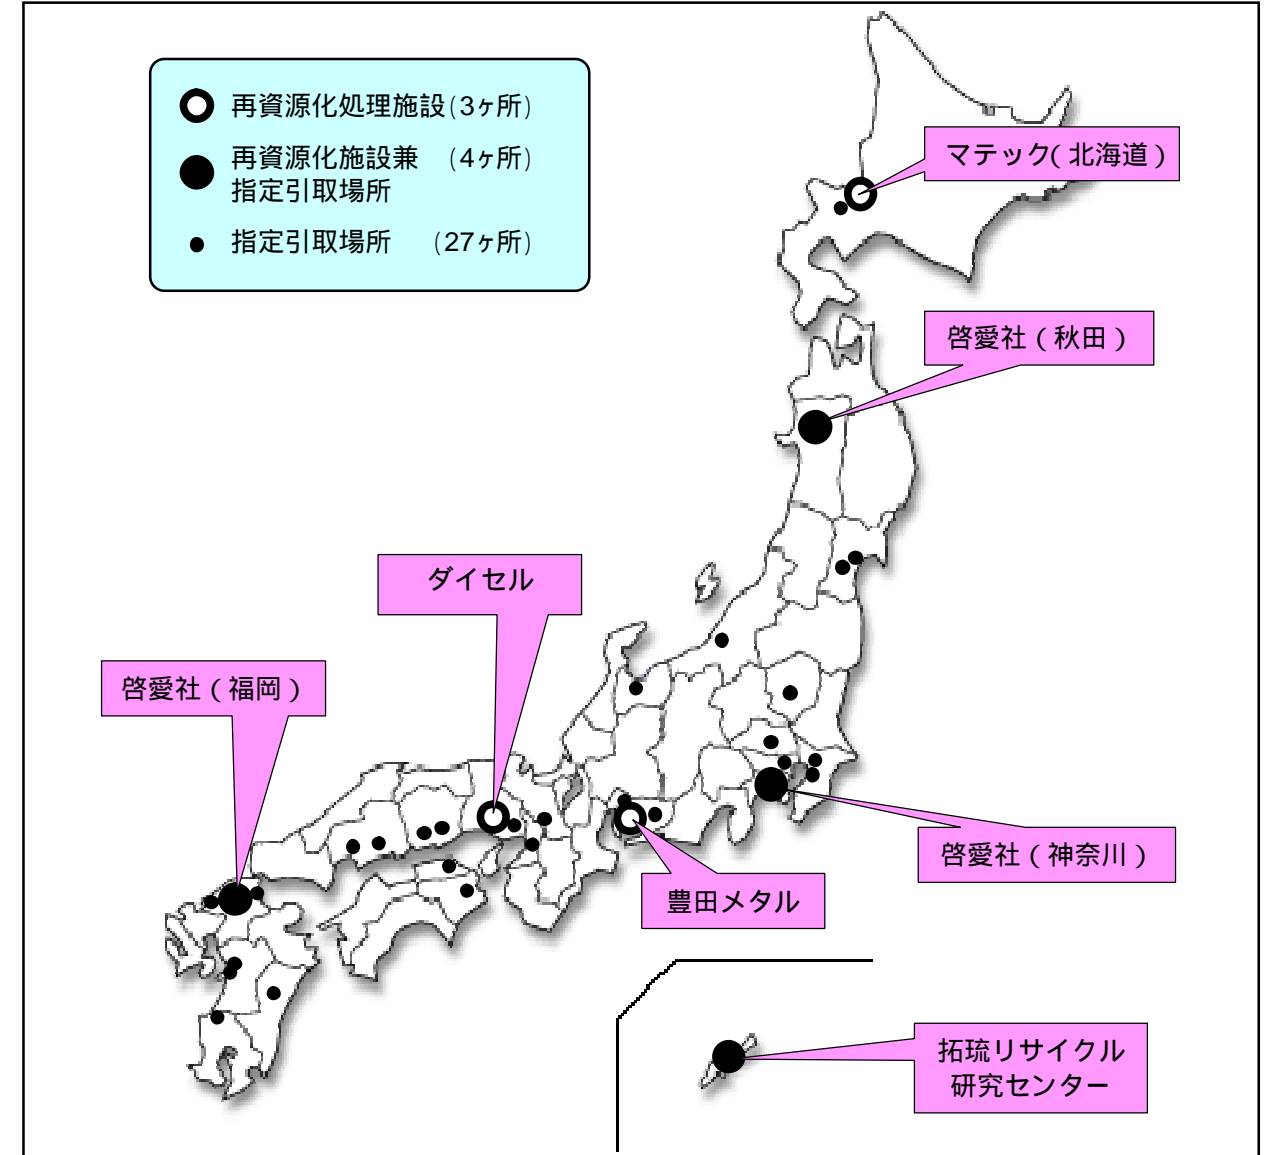 再資源化処理施設(3ヶ所)
再資源化施設兼 (4ヶ所)
指定引取場所
指定引取場所 (27ヶ所)
マテック(北海道)
啓愛社(秋田)
ダイセル
啓愛社(福岡)
啓愛社(神奈川)
豊田メタル
拓琉リサイクル
研究センター